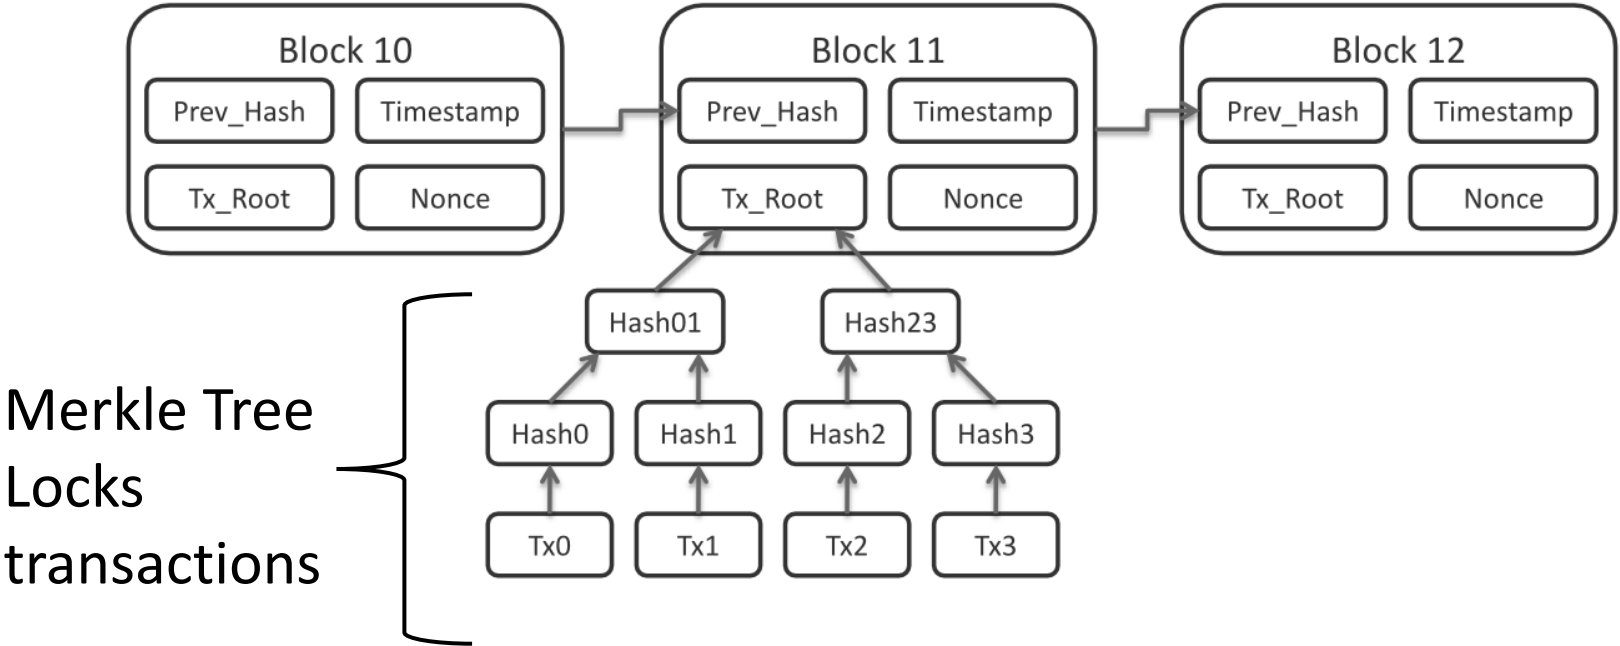 Block 10
Block 11
Block 12
Prev_Hash
Timestamp
Prev_Hash
Timestamp
Prev_Hash
Timestamp
Tx_Root
Nonce
Tx_Root
Nonce
Tx_Root
Nonce
Hash01
Hash23
Merkle Tree
Locks
transactions
Hash0
Hash1
Hash2
Hash3
Tx0
Tx1
Tx2
Tx3